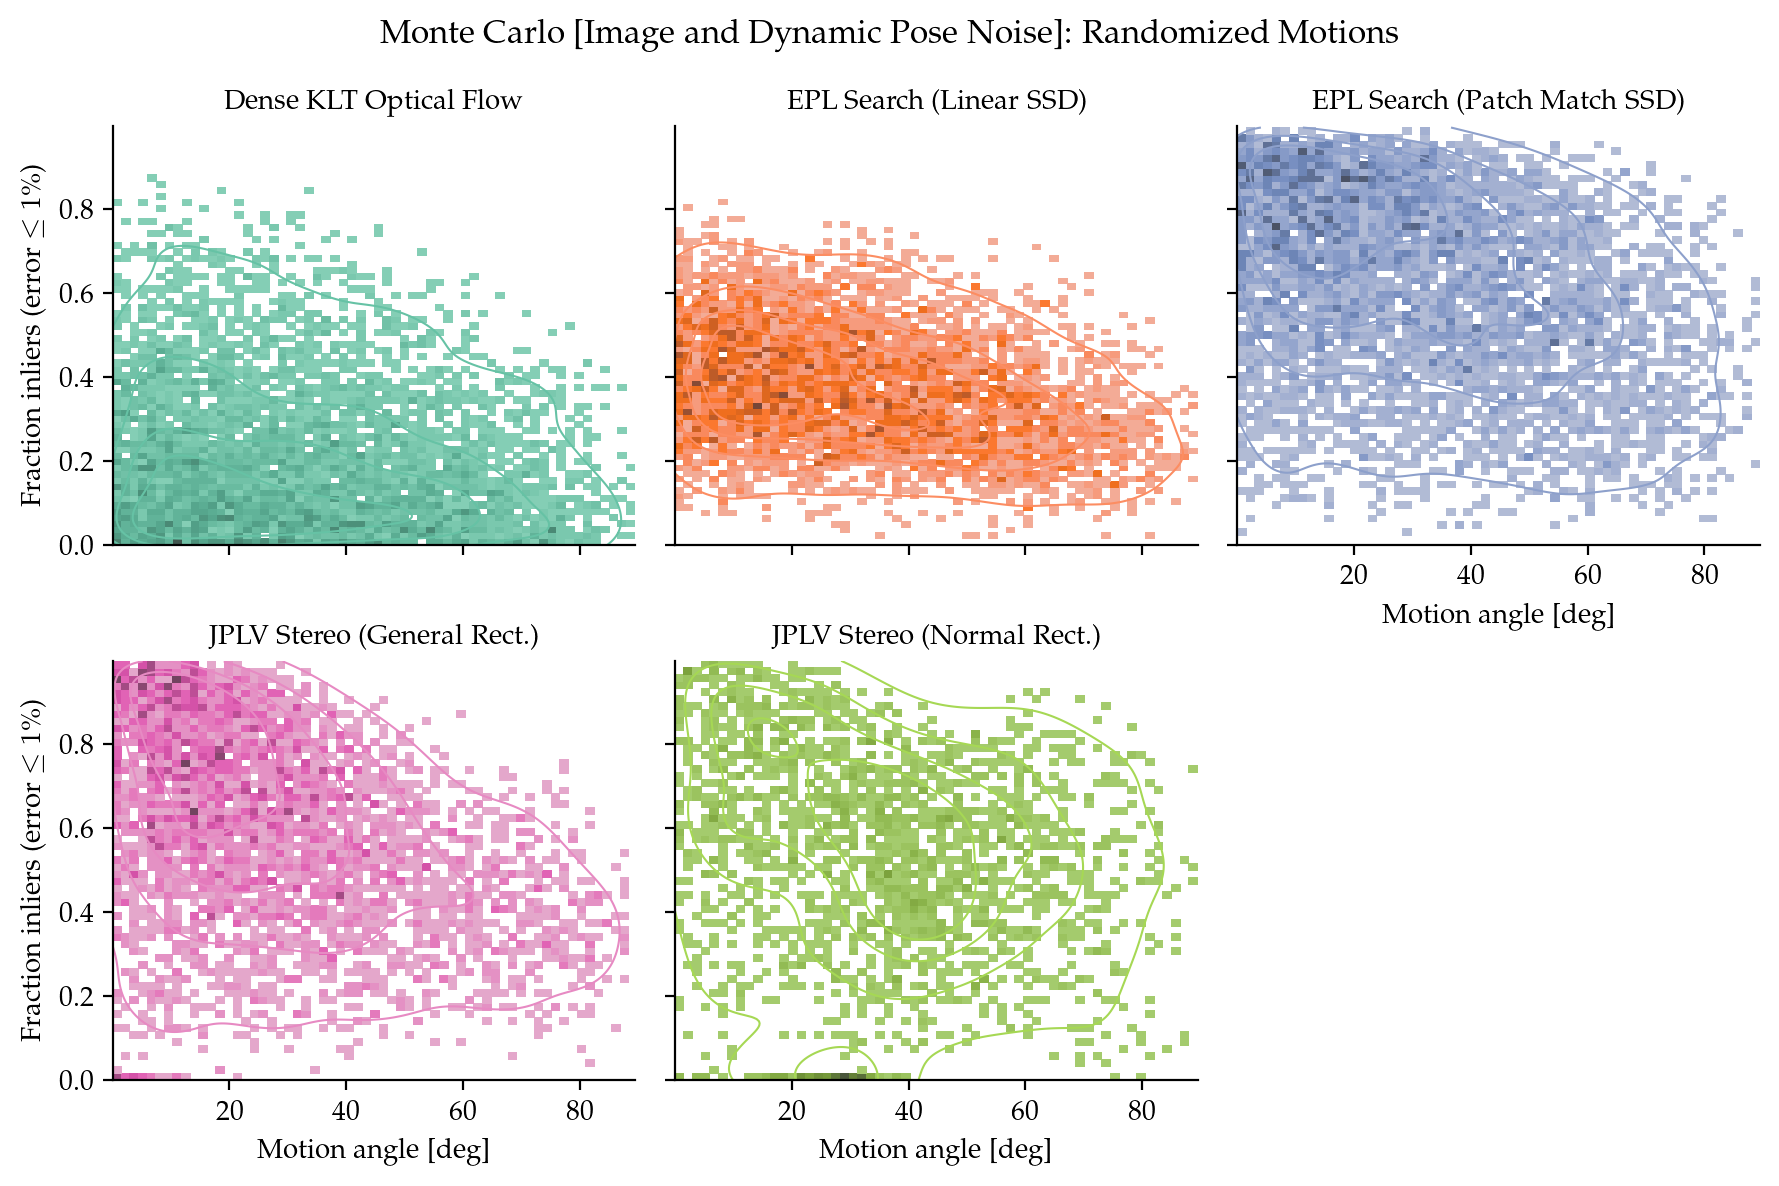 Monte Carlo [Image and Dynamic Pose Noise]: Randomized Motions
Dense KLT Optical Flow
EPL Search (Linear SSD)
EPL Search (Patch Match SSD)
Fraction inliers (error ≤ 1%)
0.8
0.6
0.4
0.2
0.0
20 40 60 80
Motion angle [deg]
JPLV Stereo (General Rect.)
JPLV Stereo (Normal Rect.)
Fraction inliers (error ≤ 1%)
0.8
0.6
0.4
0.2
0.0
20 40 60 80
20 40 60 80
Motion angle [deg]
Motion angle [deg]